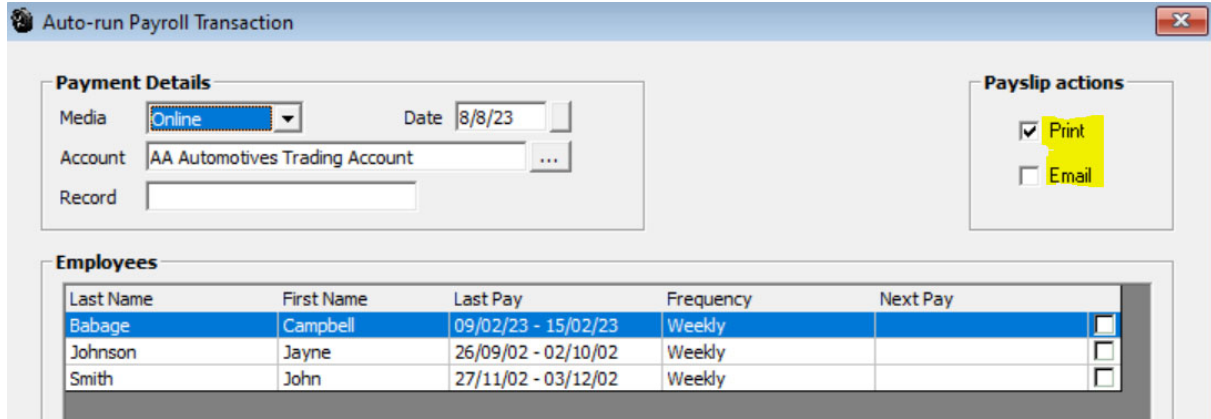 Auto-run Payroll Transaction
Payment Details
Payslip actions
Media Online Date 8/8/23
Print
Account AA Automotives Trading Account ...
Email
Record
Employees
Last Name First Name Last Pay Frequency Next Pay
Babage Campbell 09/02/23 - 15/02/23 Weekly
Johnson Jayne 26/09/02 - 02/10/02 Weekly
Smith John 27/11/02 - 03/12/02 Weekly